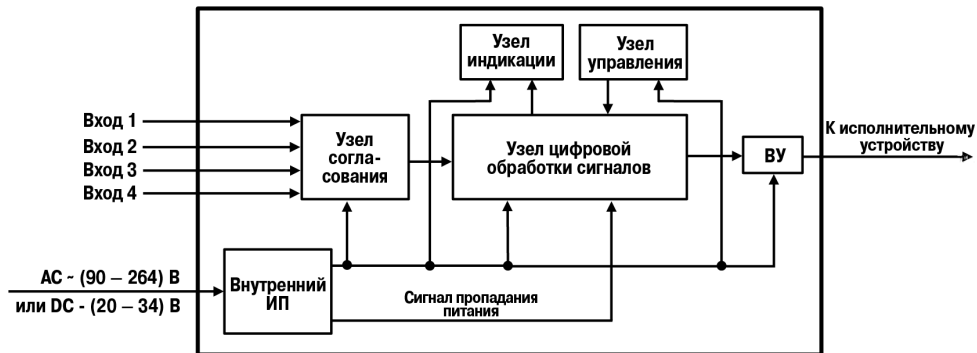 Узел
индикации
Узел
управления
Вход 1
Вход 2
Вход 3
Вход 4
Узел
согла-
сования
Узел цифровой
обработки сигналов
ВУ
К исполнительному
устройству
АС ~ (90 – 264) В
или DC - (20 – 34) В
Внутренний
ИП
Сигнал пропадания
питания